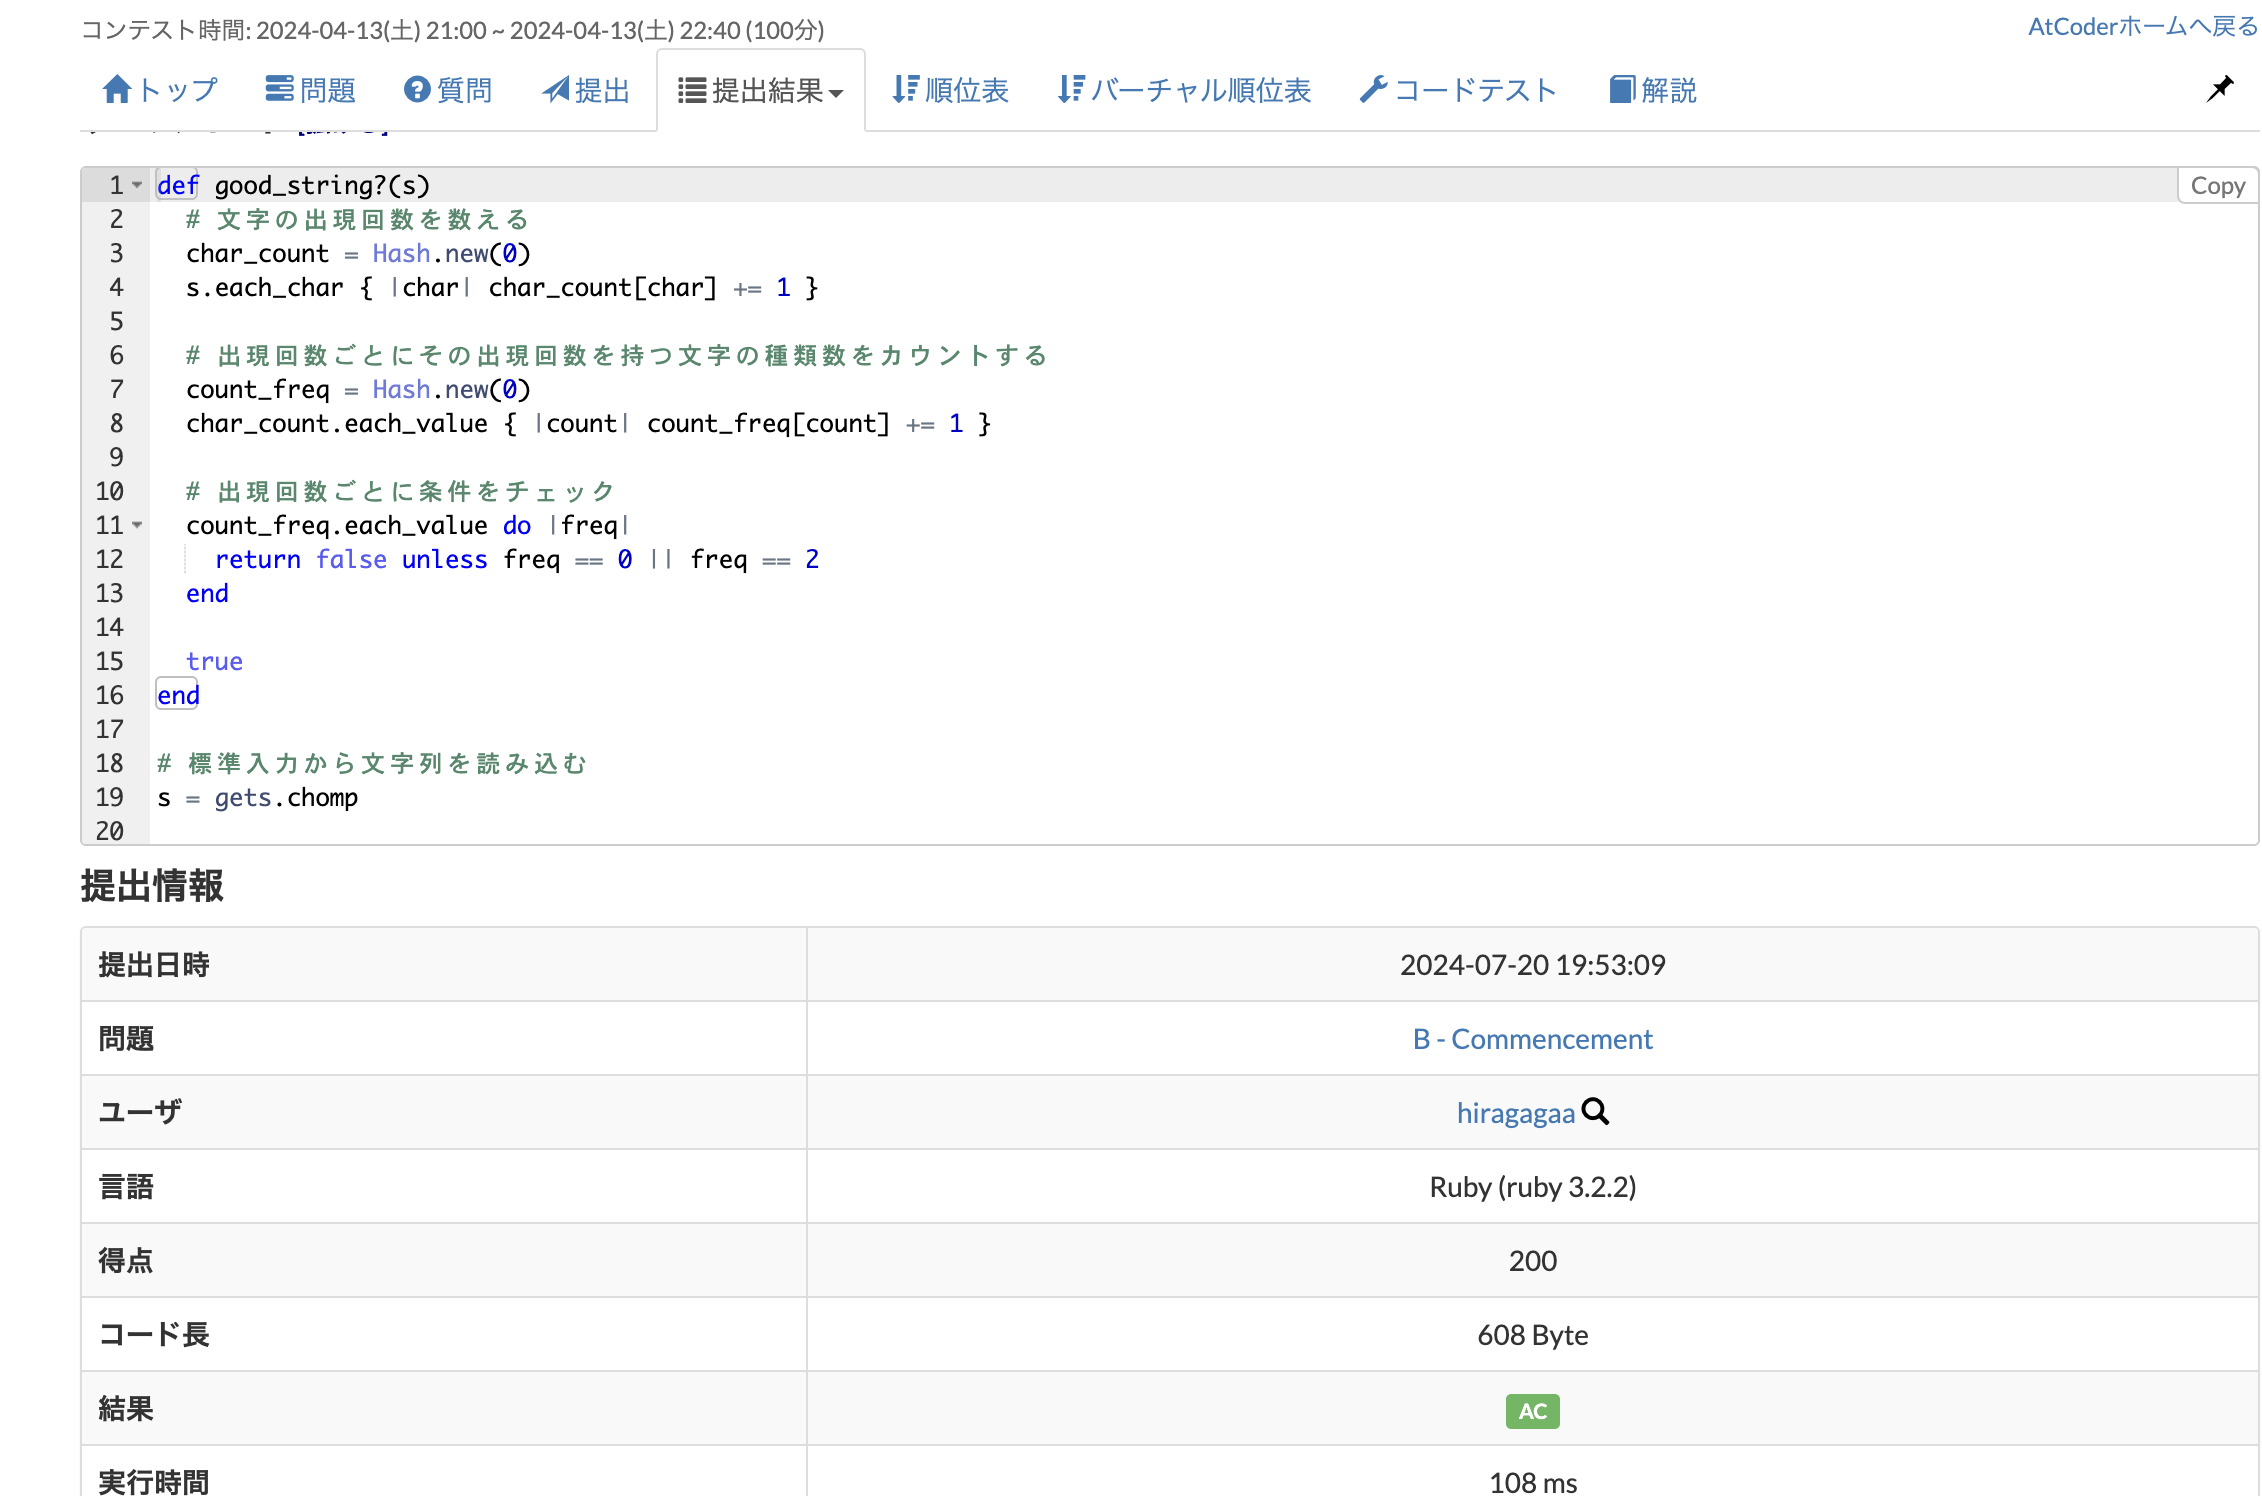 コンテスト時間: 2024-04-13(土) 21:00 ~ 2024-04-13(土) 22:40 (100分)
AtCoderホームへ戻る
トップ 問題 質問 提出 提出結果 順位表 バーチャル順位表 コードテスト 解説
Copy
1 def good_string?(s)
2 # 文字の出現回数を数える
3 char_count = Hash.new(0)
4 s.each_char { |char| char_count[char] += 1 }
5
6 # 出現回数ごとにその出現回数を持つ文字の種類数をカウントする
7 count_freq = Hash.new(0)
8 char_count.each_value { |count| count_freq[count] += 1 }
9
10 # 出現回数ごとに条件をチェック
11 count_freq.each_value do |freq|
12 return false unless freq == 0 || freq == 2
13 end
14
15 true
16 end
17
18 # 標準入力から文字列を読み込む
19 s = gets.chomp
20
提出情報
提出日時 2024-07-20 19:53:09
問題 B - Commencement
ユーザ hiragagaa
言語 Ruby (ruby 3.2.2)
得点 200
コード長 608 Byte
結果 AC
実行時間 108 ms